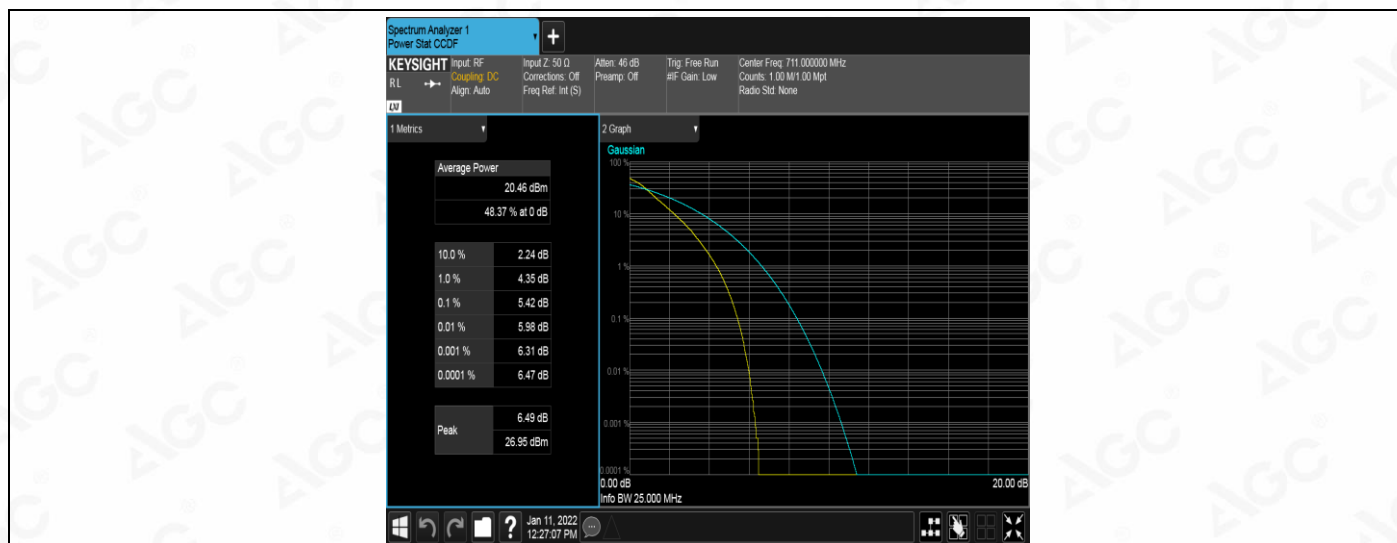 Spectrum Analyzer 1
Power Stat CCDF
KEYSIGHT
R L
LXI
Input: RF
Coupling: DC
Align: Auto
Input Z: 50 Ω
Corrections: Off
Freq Ref: Int (S)
Atten: 46 dB
Preamp: Off
Trig: Free Run
#IF Gain: Low
Center Freq: 711.000000 MHz
Counts: 1.00 M/1.00 Mpt
Radio Std: None
1 Metrics
Average Power
20.46 dBm
48.37 % at 0 dB
10.0 % 2.24 dB
1.0 % 4.35 dB
0.1 % 5.42 dB
0.01 % 5.98 dB
0.001 % 6.31 dB
0.0001 % 6.47 dB
Peak
6.49 dB
26.95 dBm
2 Graph
Gaussian
100 %
10 %
1 %
0.1 %
0.01 %
0.001 %
0.0001 %
0.00 dB 20.00 dB
Info BW 25.000 MHz
Jan 11, 2022
12:27:07 PM
AGC